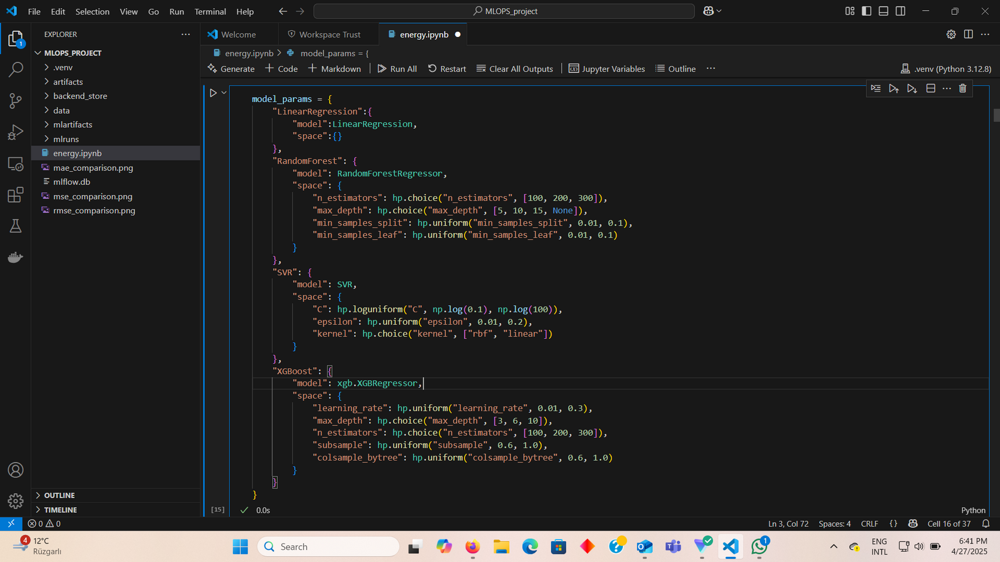 File Edit Selection View Go Run Terminal Help
MLOPS_project
EXPLORER
Welcome
Workspace Trust
energy.ipynb
energy.ipynb
model_params = {
Generate
Code
Markdown
Run All
Restart
Clear All Outputs
Jupyter Variables
Outline
.venv (Python 3.12.8)
1
MLOPS_PROJECT
.venv
artifacts
backend_store
data
mlartifacts
mlruns
energy.ipynb
mae_comparison.png
mlflow.db
mse_comparison.png
rmse_comparison.png
OUTLINE
TIMELINE
model_params = {
"LinearRegression":{
"model":LinearRegression,
"space":{}
},
"RandomForest": {
"model": RandomForestRegressor,
"space": {
"n_estimators": hp.choice("n_estimators", [100, 200, 300]),
"max_depth": hp.choice("max_depth", [5, 10, 15, None]),
"min_samples_split": hp.uniform("min_samples_split", 0.01, 0.1),
"min_samples_leaf": hp.uniform("min_samples_leaf", 0.01, 0.1)
}
},
"SVR": {
"model": SVR,
"space": {
"C": hp.loguniform("C", np.log(0.1), np.log(100)),
"epsilon": hp.uniform("epsilon", 0.01, 0.2),
"kernel": hp.choice("kernel", ["rbf", "linear"])
}
},
"XGBoost": {
"model": xgb.XGBRegressor,
"space": {
"learning_rate": hp.uniform("learning_rate", 0.01, 0.3),
"max_depth": hp.choice("max_depth", [3, 6, 10]),
"n_estimators": hp.choice("n_estimators", [100, 200, 300]),
"subsample": hp.uniform("subsample", 0.6, 1.0),
"colsample_bytree": hp.uniform("colsample_bytree", 0.6, 1.0)
}
}
}
[15]
0.0s
Python
0 0
Ln 3, Col 72
Spaces: 4
CRLF
{}
Cell 16 of 37
4
12°C
Rüzgarlı
Search
1
ENG
INTL
6:41 PM
4/27/2025